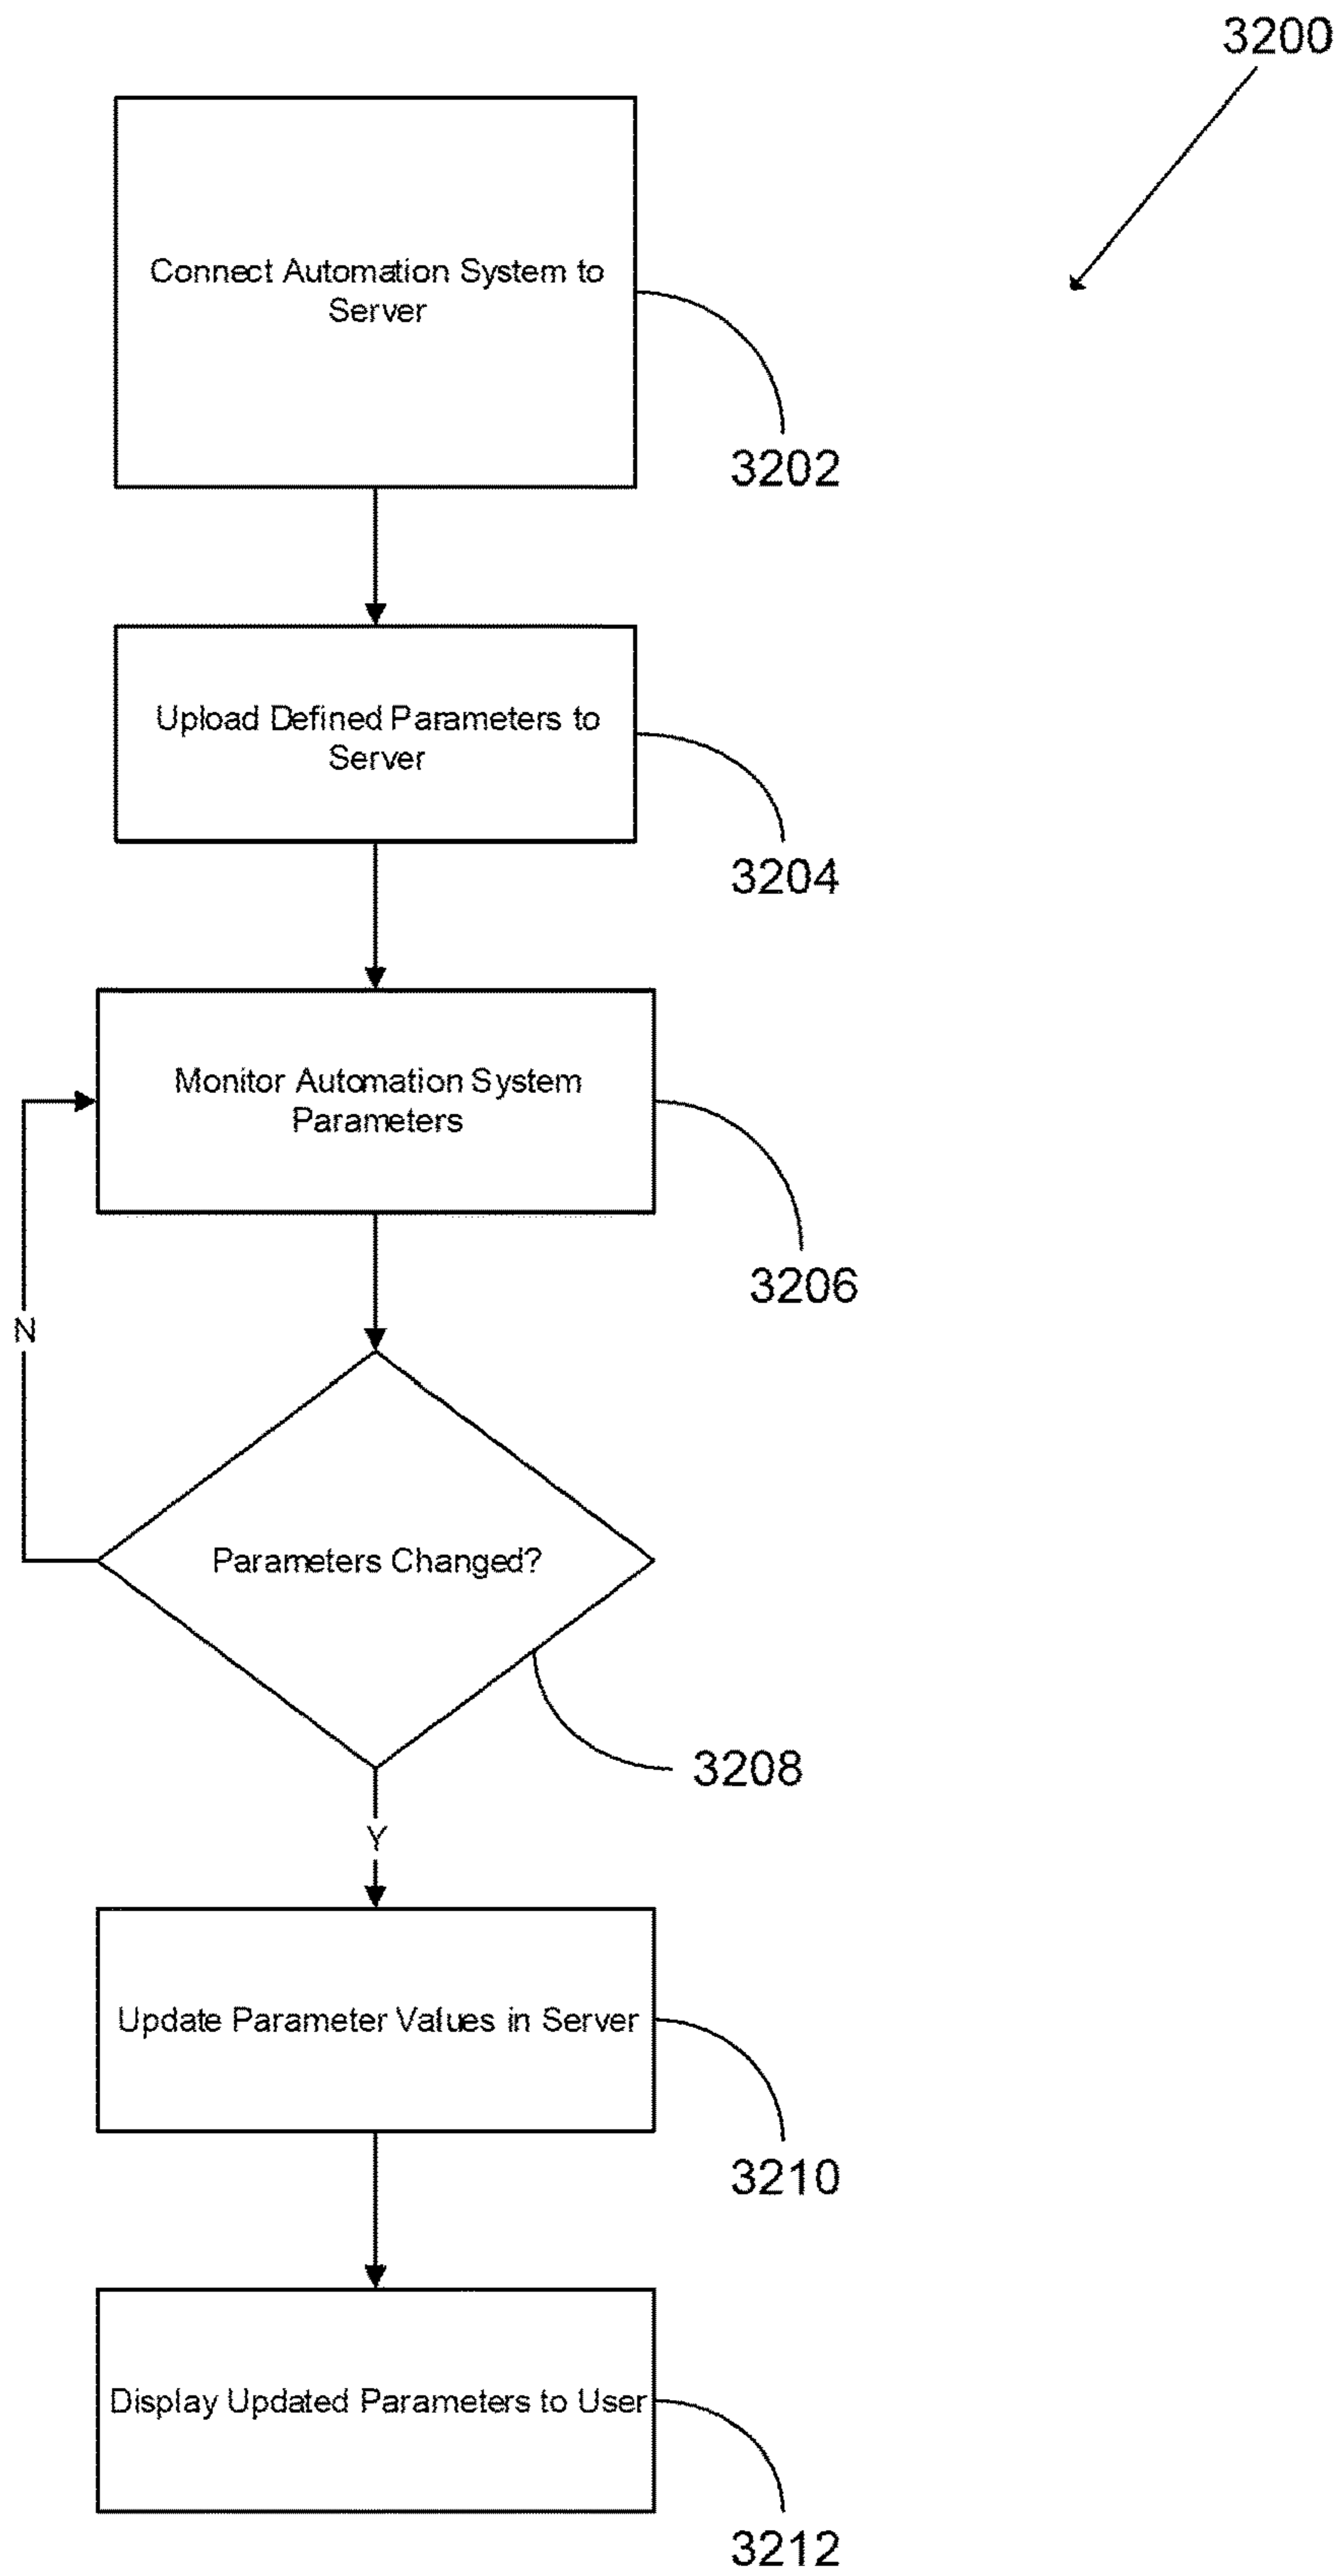 3200
Connect Automation System to
Server
3202
Upload Defined Parameters to
Server
3204
Monitor Automation System
Parameters
3206
N
Parameters Changed?
3208
Y
Update Parameter Values in Server
3210
Display Updated Parameters to User
3212